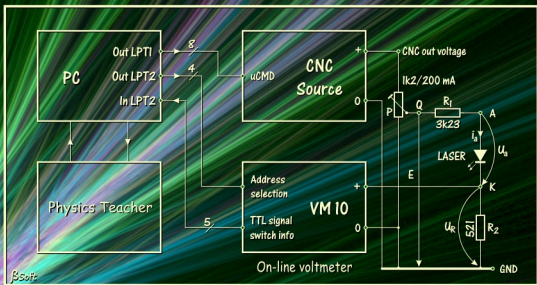 PC
Out LPT1
Out LPT2
In LPT2
8
4
5
Physics Teacher
uCMD
CNC
Source
+
0
CNC out voltage
1k2/200 mA
P
Q
R1
3k23
A
ia
LASER
Ua
E
K
Address
selection
TTL signal
switch info
VM 10
+
0
UR
521
R2
GND
On-line voltmeter
βSoft